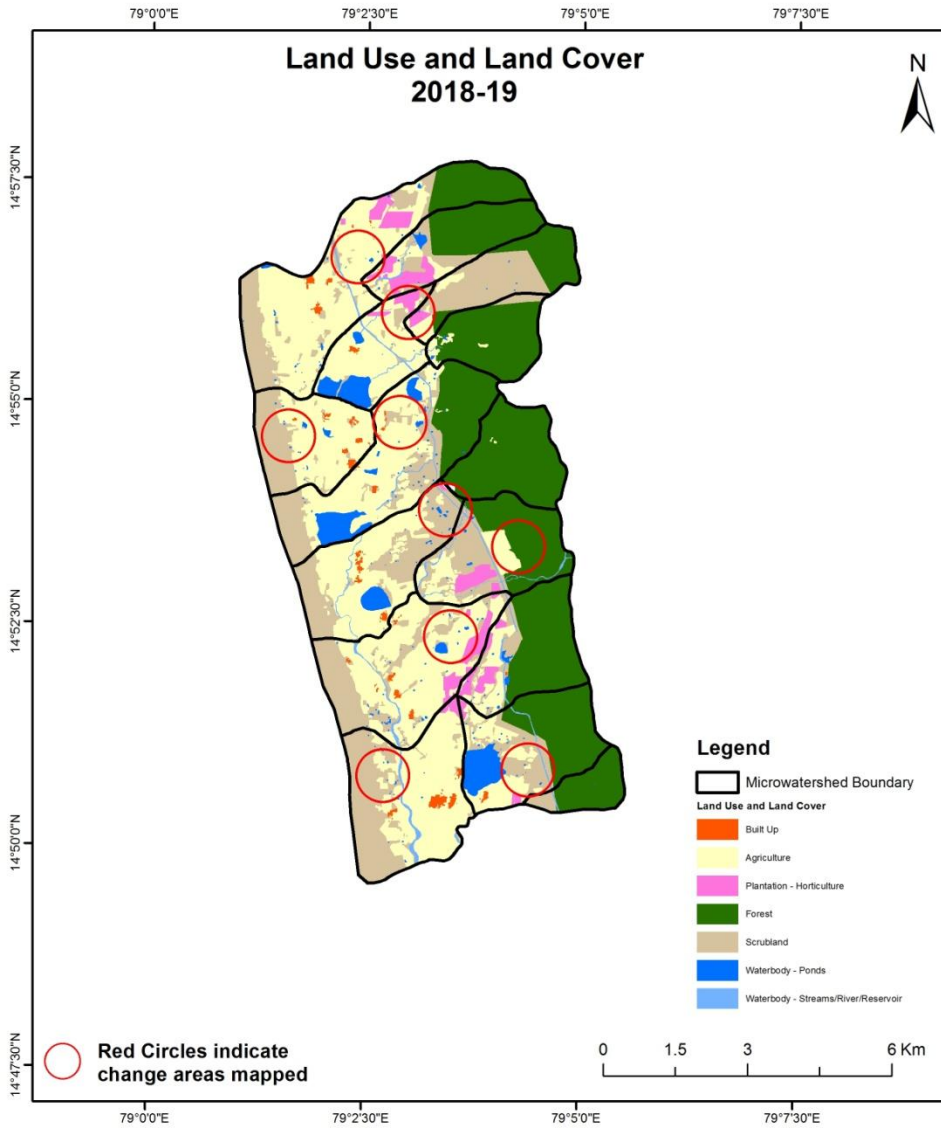 79°0'0"E 79°2'30"E 79°5'0"E 79°7'30"E
Land Use and Land Cover
2018-19
N
14°57'30"N
14°55'0"N
14°52'30"N
14°50'0"N
14°47'30"N
Legend
Microwatershed Boundary
Land Use and Land Cover
Built Up
Agriculture
Plantation - Horticulture
Forest
Scrubland
Waterbody - Ponds
Waterbody - Streams/River/Reservoir
Red Circles indicate
change areas mapped
0 1.5 3 6 Km
79°0'0"E 79°2'30"E 79°5'0"E 79°7'30"E